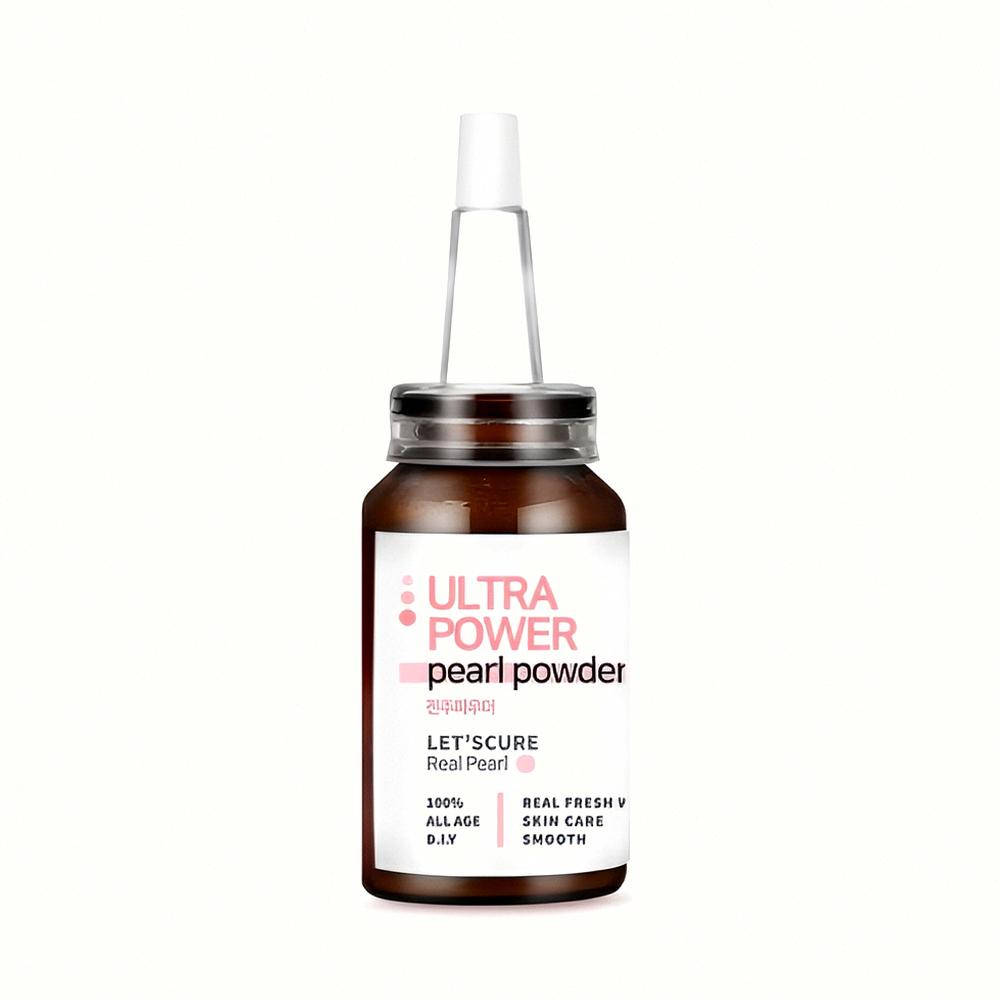 ULTRA
POWER
pearl powder
LET'SCURE
Real Pearl
100%
ALL AGE
D.I.Y
REAL FRESH
SKIN CARE
SMOOTH